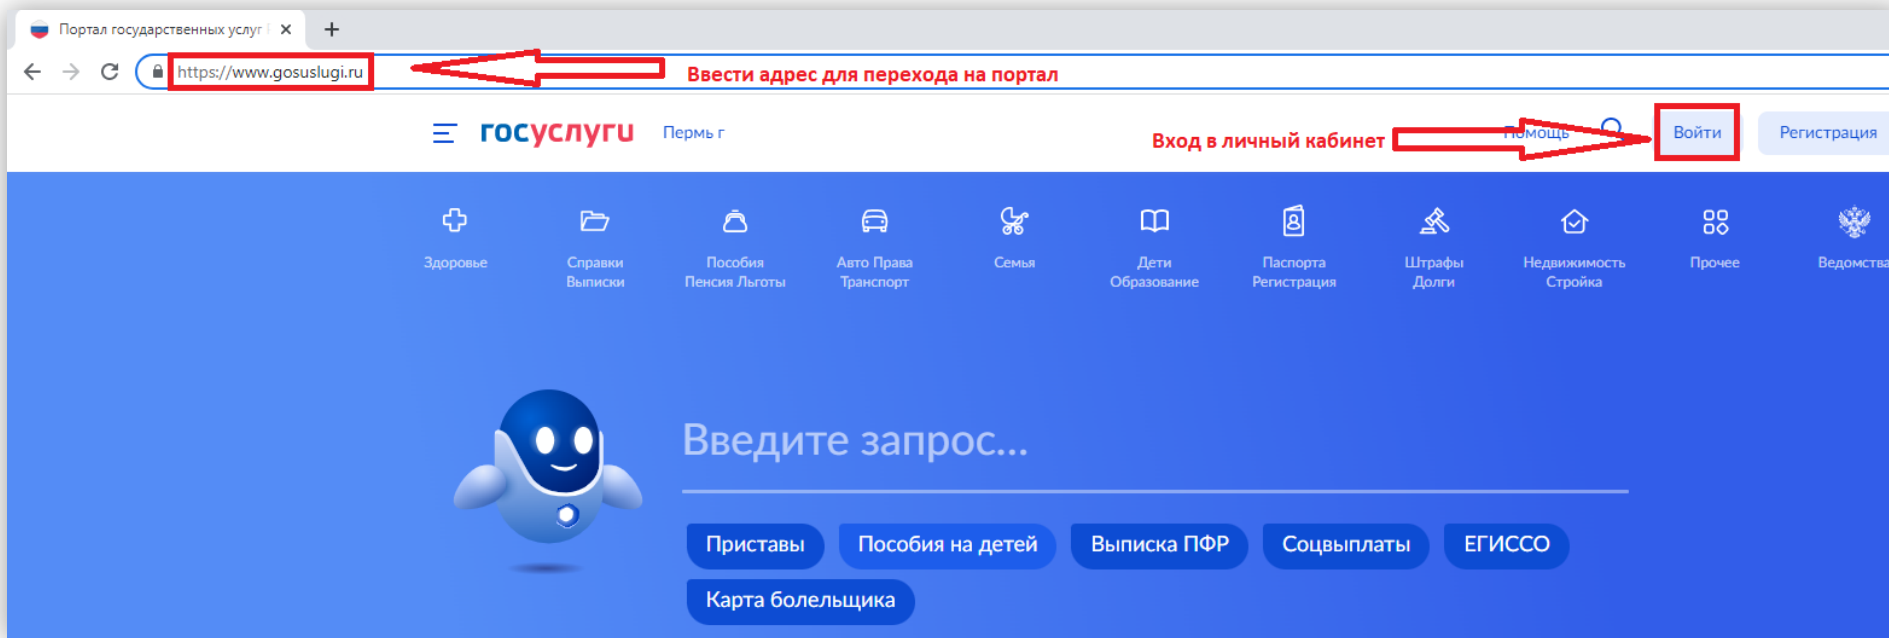 Портал государственных услуг
https://www.gosuslugi.ru
Ввести адрес для перехода на портал
госуслуги
Пермь г
Вход в личный кабинет
Помощь
Войти
Регистрация
Здоровье
Справки
Выписки
Пособия
Пенсия Льготы
Авто Права
Транспорт
Семья
Дети
Образование
Паспорта
Регистрация
Штрафы
Долги
Недвижимость
Стройка
Прочее
Ведомства
Введите запрос...
Приставы
Пособия на детей
Выписка ПФР
Соцвыплаты
ЕГИССО
Карта болельщика